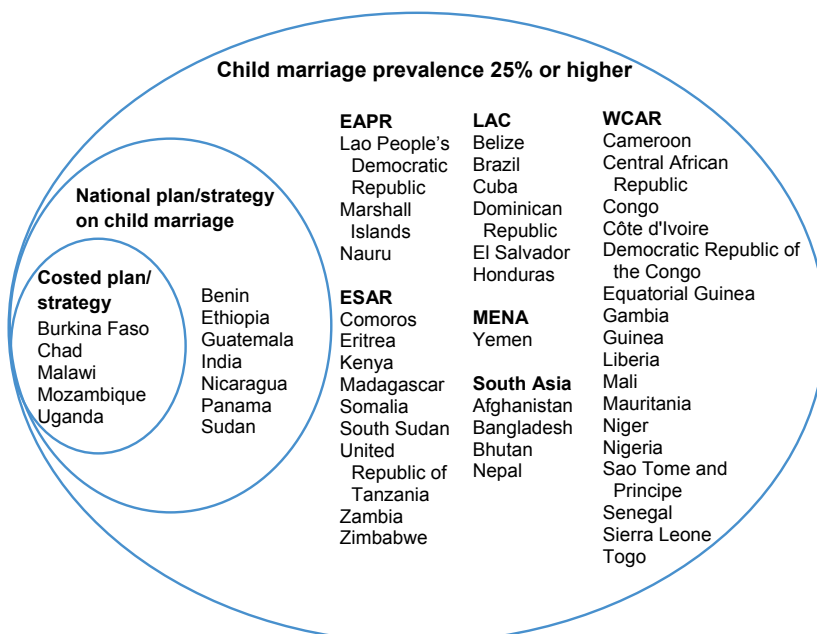 Child marriage prevalence 25% or higher
National plan/strategy
on child marriage
Costed plan/
strategy
Burkina Faso
Chad
Malawi
Mozambique
Uganda
Benin
Ethiopia
Guatemala
India
Nicaragua
Panama
Sudan
EAPR
Lao People's
Democratic
Republic
Marshall
Islands
Nauru
ESAR
Comoros
Eritrea
Kenya
Madagascar
Somalia
South Sudan
United
Republic of
Tanzania
Zambia
Zimbabwe
LAC
Belize
Brazil
Cuba
Dominican
Republic
El Salvador
Honduras
MENA
Yemen
South Asia
Afghanistan
Bangladesh
Bhutan
Nepal
WCAR
Cameroon
Central African
Republic
Congo
Côte d'Ivoire
Democratic Republic of
the Congo
Equatorial Guinea
Gambia
Guinea
Liberia
Mali
Mauritania
Niger
Nigeria
Sao Tome and
Principe
Senegal
Sierra Leone
Togo